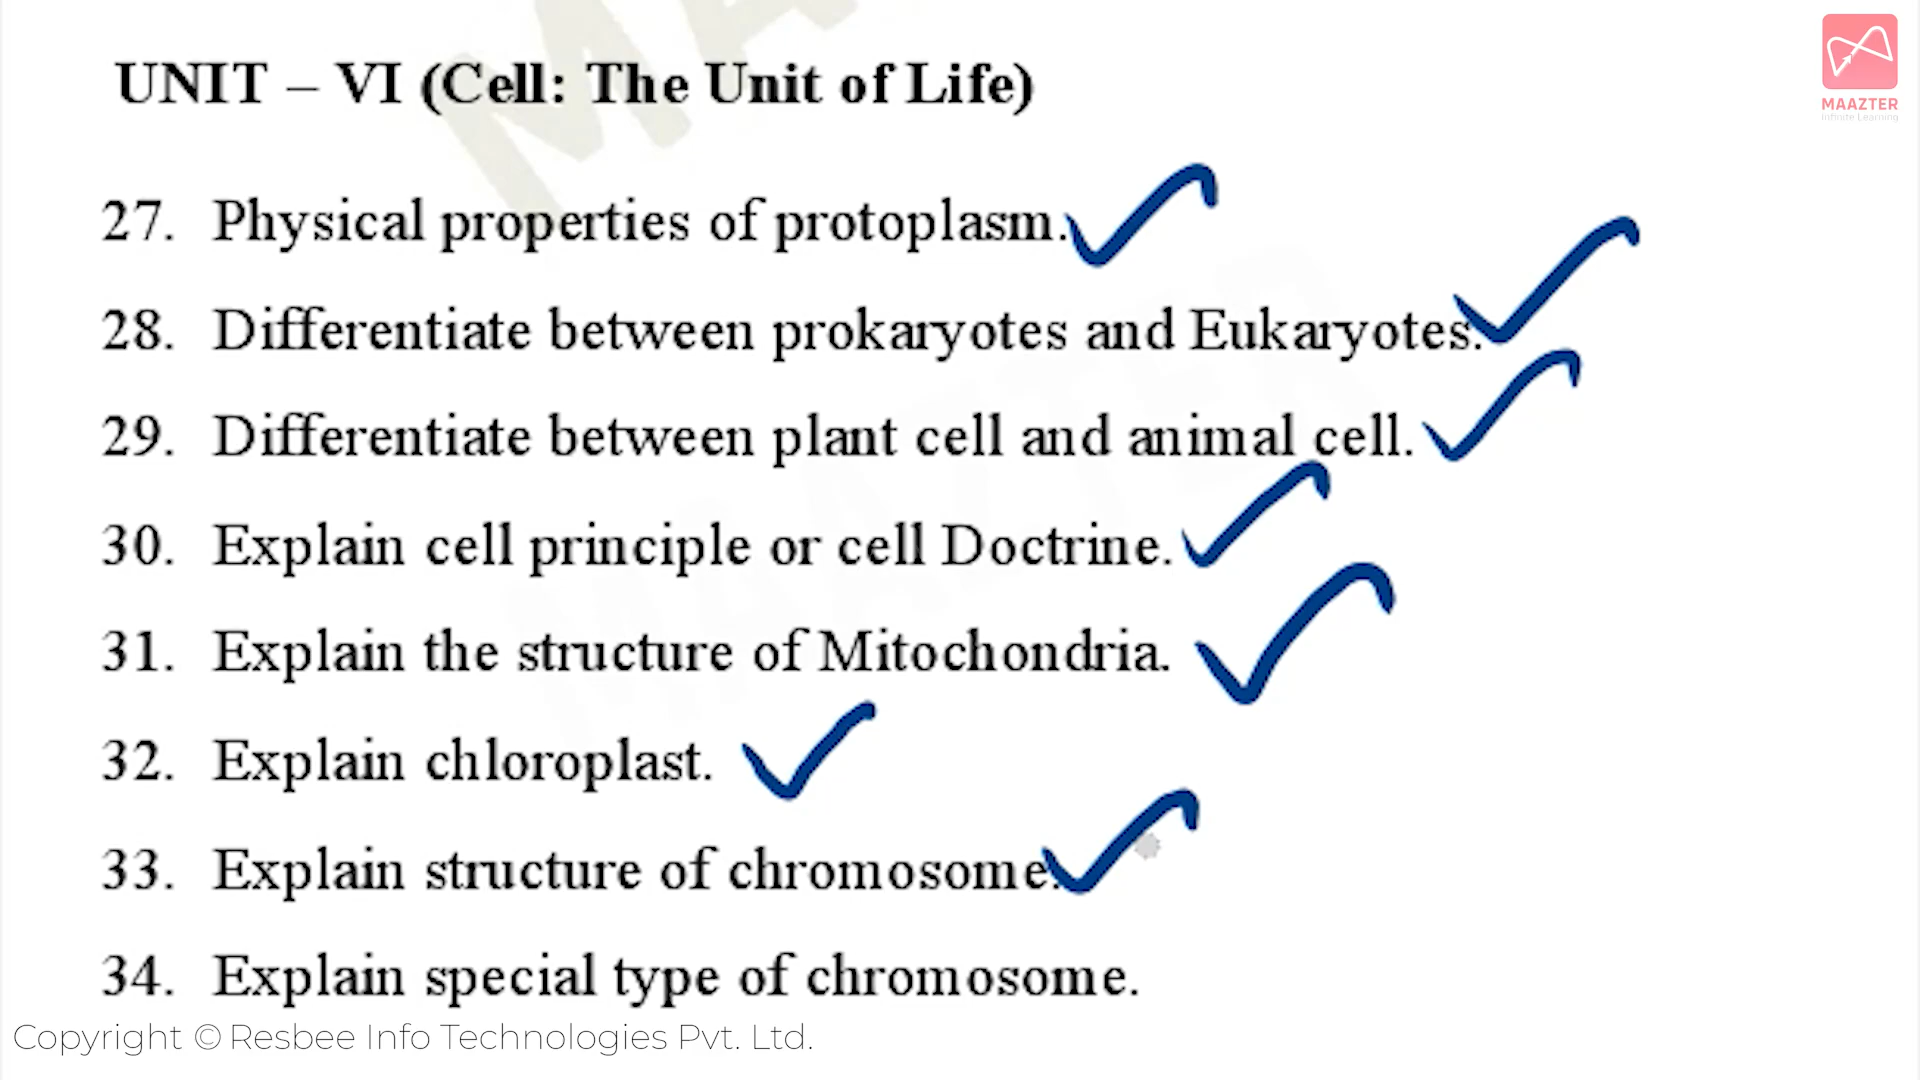 UNIT – VI (Cell: The Unit of Life)
MAAZTER
Infinite Learning
27. Physical properties of protoplasm.
28. Differentiate between prokaryotes and Eukaryotes.
29. Differentiate between plant cell and animal cell.
30. Explain cell principle or cell Doctrine.
31. Explain the structure of Mitochondria.
32. Explain chloroplast.
33. Explain structure of chromosome.
34. Explain special type of chromosome.
Copyright © Resbee Info Technologies Pvt. Ltd.
MAAZTER